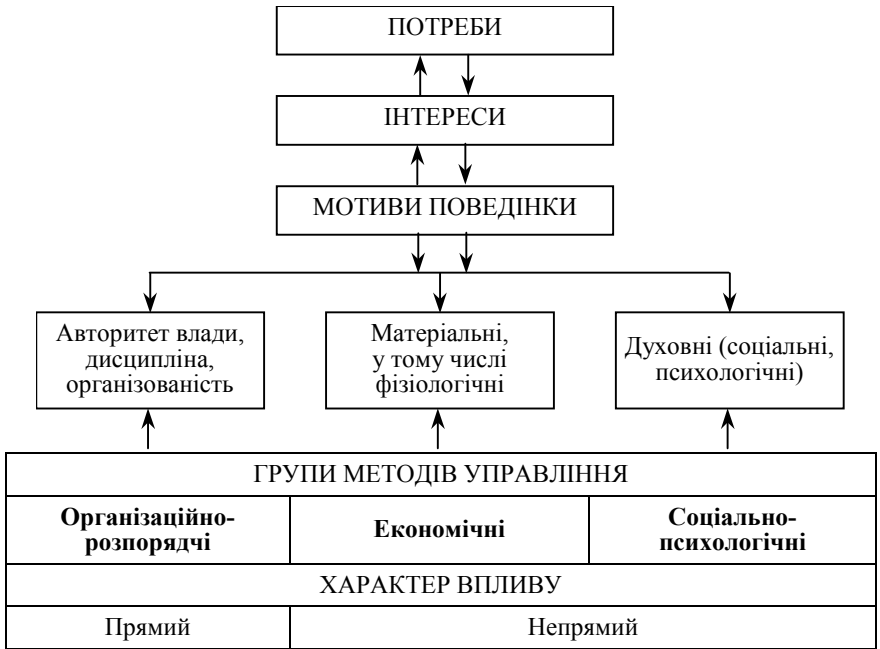 ПОТРЕБИ
ІНТЕРЕСИ
МОТИВИ ПОВЕДІНКИ
Авторитет влади,
дисципліна,
організованість
Матеріальні,
у тому числі
фізіологічні
Духовні (соціальні,
психологічні)
ГРУПИ МЕТОДІВ УПРАВЛІННЯ
Організаційно-
розпорядчі
Економічні
Соціально-
психологічні
ХАРАКТЕР ВПЛИВУ
Прямий
Непрямий